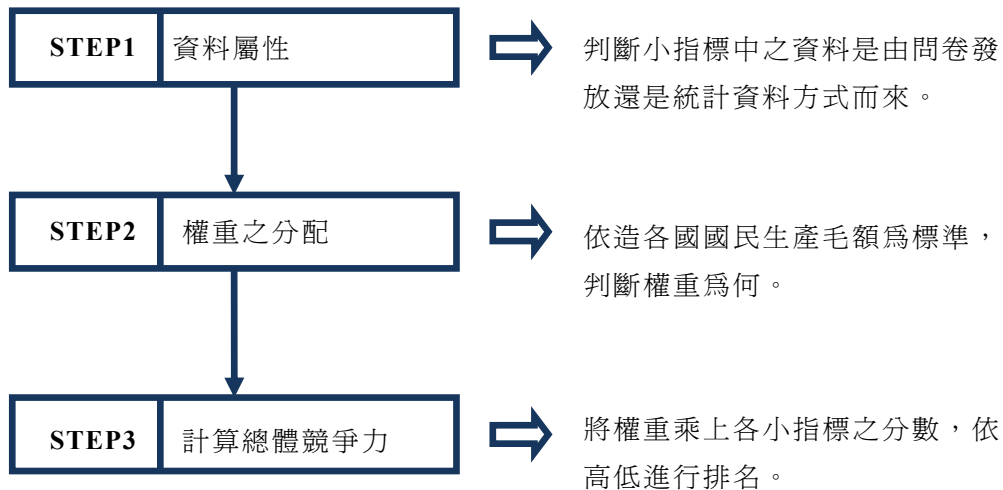 STEP1 資料屬性
判斷小指標中之資料是由問卷發
放還是統計資料方式而來。
STEP2 權重之分配
依造各國國民生產毛額爲標準，
判斷權重爲何。
STEP3 計算總體競爭力
將權重乘上各小指標之分數，依
高低進行排名。